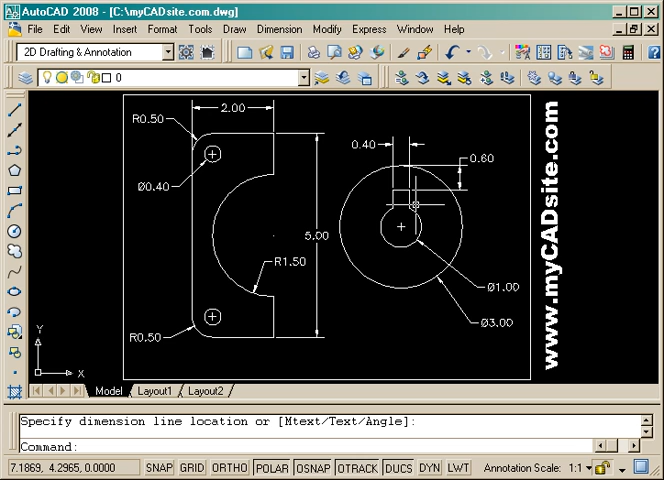 AutoCAD 2008 - [C:\myCADsite.com.dwg]
File Edit View Insert Format Tools Draw Dimension Modify Express Window Help
2D Drafting & Annotation
0
2.00
R0.50
0.40
0.60
Ø0.40
5.00
R1.50
Ø1.00
Ø3.00
R0.50
www.myCADsite.com
Y
X
Model Layout1 Layout2
Specify dimension line location or [Mtext/Text/Angle]:
Command:
7.1869, 4.2965, 0.0000 SNAP GRID ORTHO POLAR OSNAP OTRACK DUCS DYN LWT Annotation Scale: 1:1